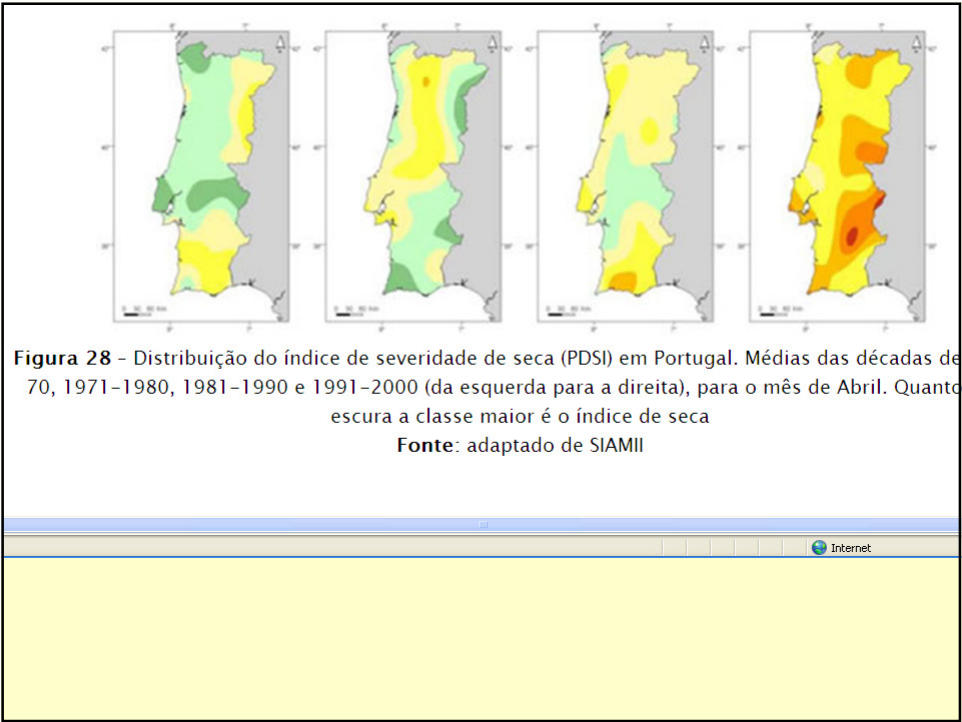 Figura 28 – Distribuição do índice de severidade de seca (PDSI) em Portugal. Médias das décadas de
70, 1971–1980, 1981–1990 e 1991–2000 (da esquerda para a direita), para o mês de Abril. Quanto
escura a classe maior é o índice de seca
Fonte: adaptado de SIAMII
Internet